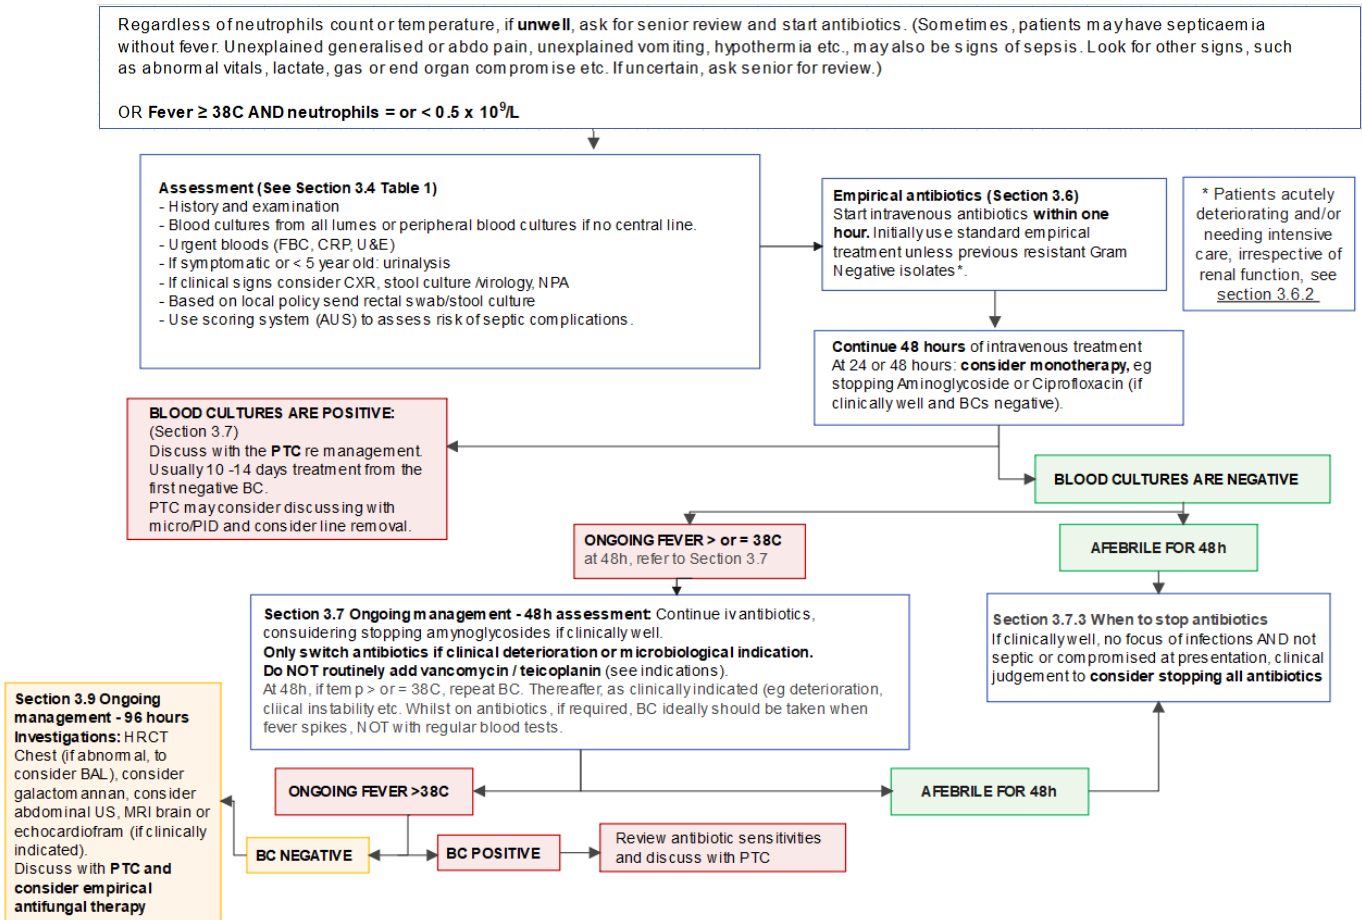 Regardless of neutrophils count or temperature, if unwell, ask for senior review and start antibiotics. (Sometimes, patients may have septicaemia
without fever. Unexplained generalised or abdo pain, unexplained vomiting, hypothermia etc., may also be signs of sepsis. Look for other signs, such
as abnormal vitals, lactate, gas or end organ compromise etc. If uncertain, ask senior for review.)
OR Fever ≥ 38C AND neutrophils = or < 0.5 x 10⁹/L
Assessment (See Section 3.4 Table 1)
- History and examination
- Blood cultures from all lumes or peripheral blood cultures if no central line.
- Urgent bloods (FBC, CRP, U&E)
- If symptomatic or < 5 year old: urinalysis
- If clinical signs consider CXR, stool culture /virology, NPA
- Based on local policy send rectal swab/stool culture
- Use scoring system (AUS) to assess risk of septic complications.
Empirical antibiotics (Section 3.6)
Start intravenous antibiotics within one
hour. Initially use standard empirical
treatment unless previous resistant Gram
Negative isolates*.
* Patients acutely
deteriorating and/or
needing intensive
care, irrespective of
renal function, see
section 3.6.2
Continue 48 hours of intravenous treatment
At 24 or 48 hours: consider monotherapy, eg
stopping Aminoglycoside or Ciprofloxacin (if
clinically well and BCs negative).
BLOOD CULTURES ARE POSITIVE:
(Section 3.7)
Discuss with the PTC re management.
Usually 10 -14 days treatment from the
first negative BC.
PTC may consider discussing with
micro/PID and consider line removal.
BLOOD CULTURES ARE NEGATIVE
ONGOING FEVER > or = 38C
at 48h, refer to Section 3.7
AFEBRILE FOR 48h
Section 3.7 Ongoing management - 48h assessment: Continue iv antibiotics,
consuidering stopping amynoglycosides if clinically well.
Only switch antibiotics if clinical deterioration or microbiological indication.
Do NOT routinely add vancomycin / teicoplanin (see indications).
At 48h, if temp > or = 38C, repeat BC. Thereafter, as clinically indicated (eg deterioration,
cliical instability etc. Whilst on antibiotics, if required, BC ideally should be taken when
fever spikes, NOT with regular blood tests.
Section 3.7.3 When to stop antibiotics
If clinically well, no focus of infections AND not
septic or compromised at presentation, clinical
judgement to consider stopping all antibiotics
Section 3.9 Ongoing
management - 96 hours
Investigations: HRCT
Chest (if abnormal, to
consider BAL), consider
galactomannan, consider
abdominal US, MRI brain or
echocardiofram (if clinically
indicated).
Discuss with PTC and
consider empirical
antifungal therapy
ONGOING FEVER >38C
AFEBRILE FOR 48h
BC NEGATIVE
BC POSITIVE
Review antibiotic sensitivities
and discuss with PTC